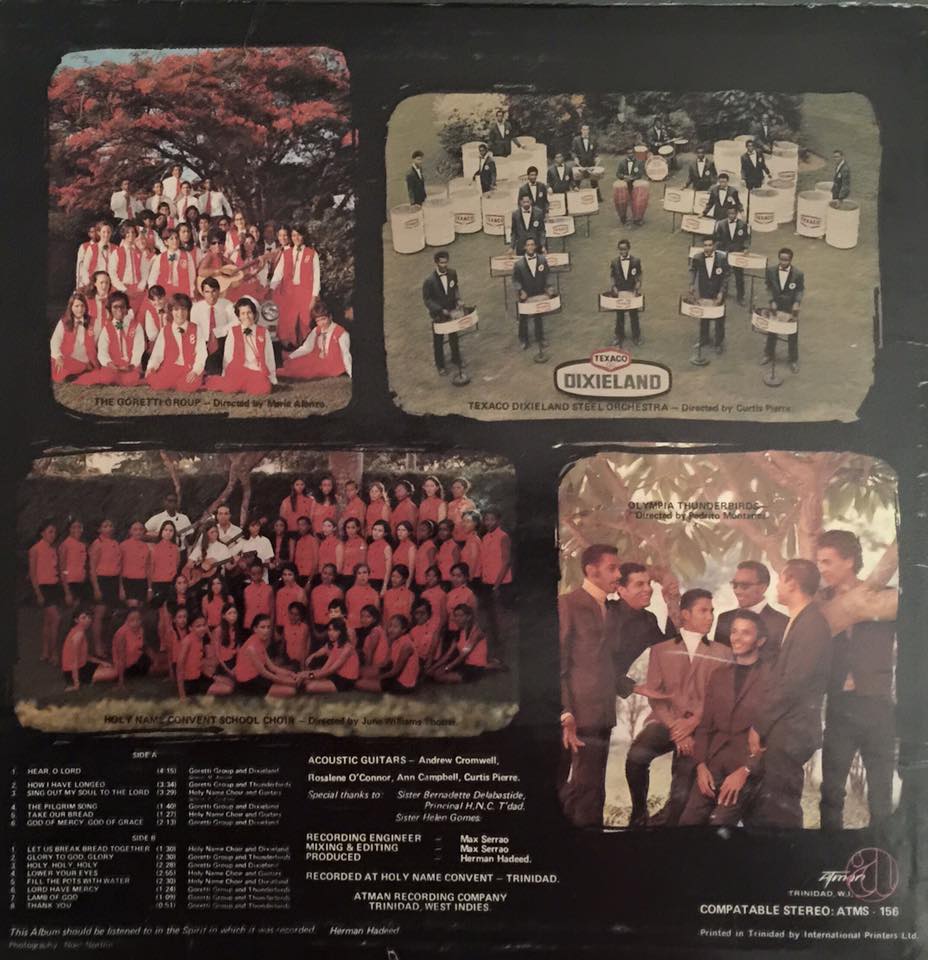 THE GORETTI GROUP – Directed by Marie Afonzo.
TEXACO
DIXIELAND
TEXACO DIXIELAND STEEL ORCHESTRA – Directed by Curtis Pierre.
TEXACO
TEXACO
TEXACO
HOLY NAME CONVENT SCHOOL CHOIR – Directed by June Williams Thorne.
OLYMPIA THUNDERBIRDS
Directed by Pedrito Montanez
SIDE A
1. HEAR, O LORD (4:15) Goretti Group and Dixieland
2. HOW I HAVE LONGED (3:34) Goretti Group and Thunderbirds
3. SING OUT MY SOUL TO THE LORD (3:29) Holy Name Choir and Guitars
4. THE PILGRIM SONG (1:40) Goretti Group and Dixieland
5. TAKE OUR BREAD (1:27) Holy Name Choir and Guitars
6. GOD OF MERCY, GOD OF GRACE (2:13) Goretti Group and Dixieland
SIDE B
1. LET US BREAK BREAD TOGETHER (1:30) Holy Name Choir and Dixieland
2. GLORY TO GOD, GLORY (2:30) Goretti Group and Thunderbirds
3. HOLY, HOLY, HOLY (2:28) Goretti Group and Dixieland
4. LOWER YOUR EYES (2:55) Holy Name Choir and Guitars
5. FILL THE POTS WITH WATER (2:30) Holy Name Choir and Dixieland
6. LORD HAVE MERCY (1:24) Goretti Group and Thunderbirds
7. LAMB OF GOD (1:09) Goretti Group and Thunderbirds
8. THANK YOU (0:51) Goretti Group and Thunderbirds
ACOUSTIC GUITARS – Andrew Cromwell,
Rosalene O'Connor, Ann Campbell, Curtis Pierre.
Special thanks to: Sister Bernadette Delabastide,
Principal H.N.C. T'dad.
Sister Helen Gomes.
RECORDING ENGINEER – Max Serrao
MIXING & EDITING – Max Serrao
PRODUCED – Herman Hadeed.
RECORDED AT HOLY NAME CONVENT – TRINIDAD.
ATMAN RECORDING COMPANY
TRINIDAD, WEST INDIES.
Atman
TRINIDAD, W.I.
COMPATABLE STEREO: ATMS - 156
Printed in Trinidad by International Printers Ltd.
This Album should be listened to in the Spirit in which it was recorded. Herman Hadeed
Photography: Noel Norton